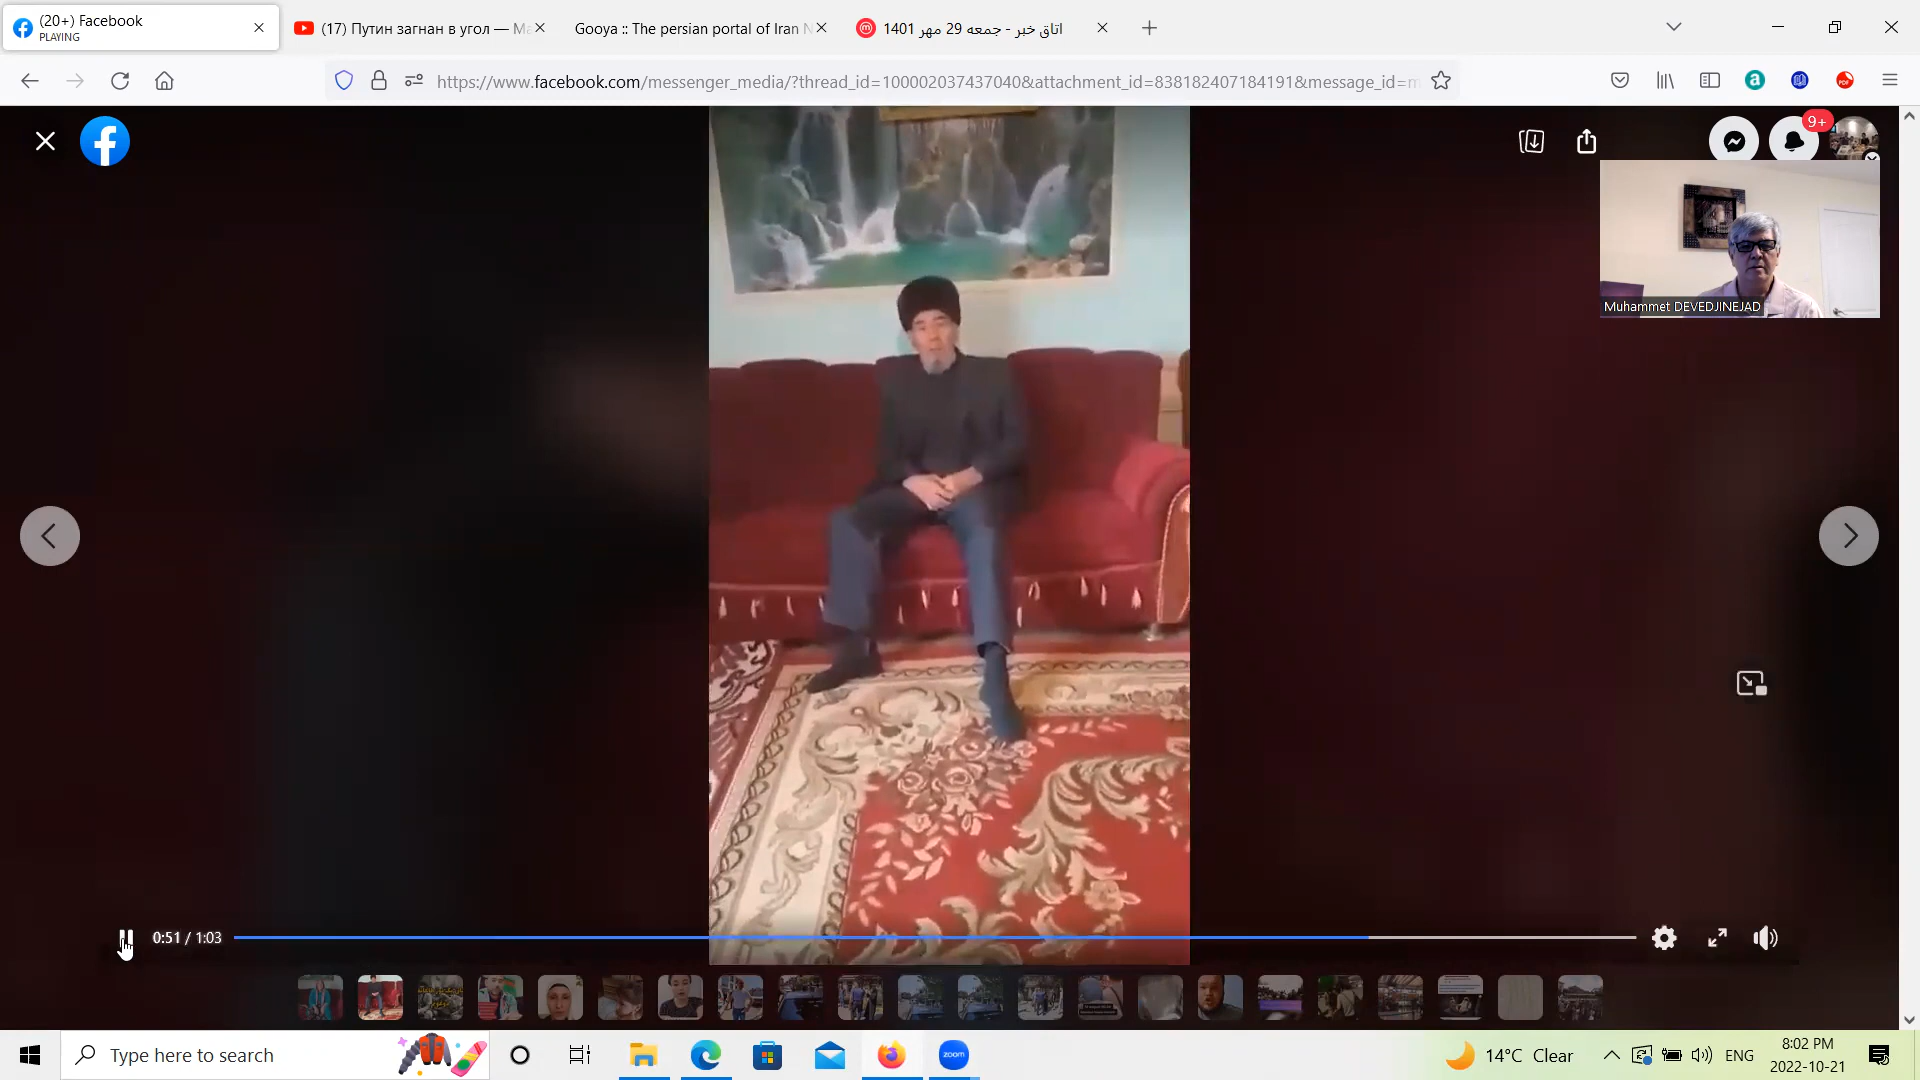 (20+) Facebook
PLAYING
(17) Путин загнан в угол — Ма
Gooya :: The persian portal of Iran N
اتاق خبر - جمعه 29 مهر 1401
https://www.facebook.com/messenger_media/?thread_id=100002037437040&attachment_id=838182407184191&message_id=m
9+
Muhammet DEVEDJINEJAD
0:51 / 1:03
Type here to search
zoom
14°C Clear
ENG
8:02 PM
2022-10-21